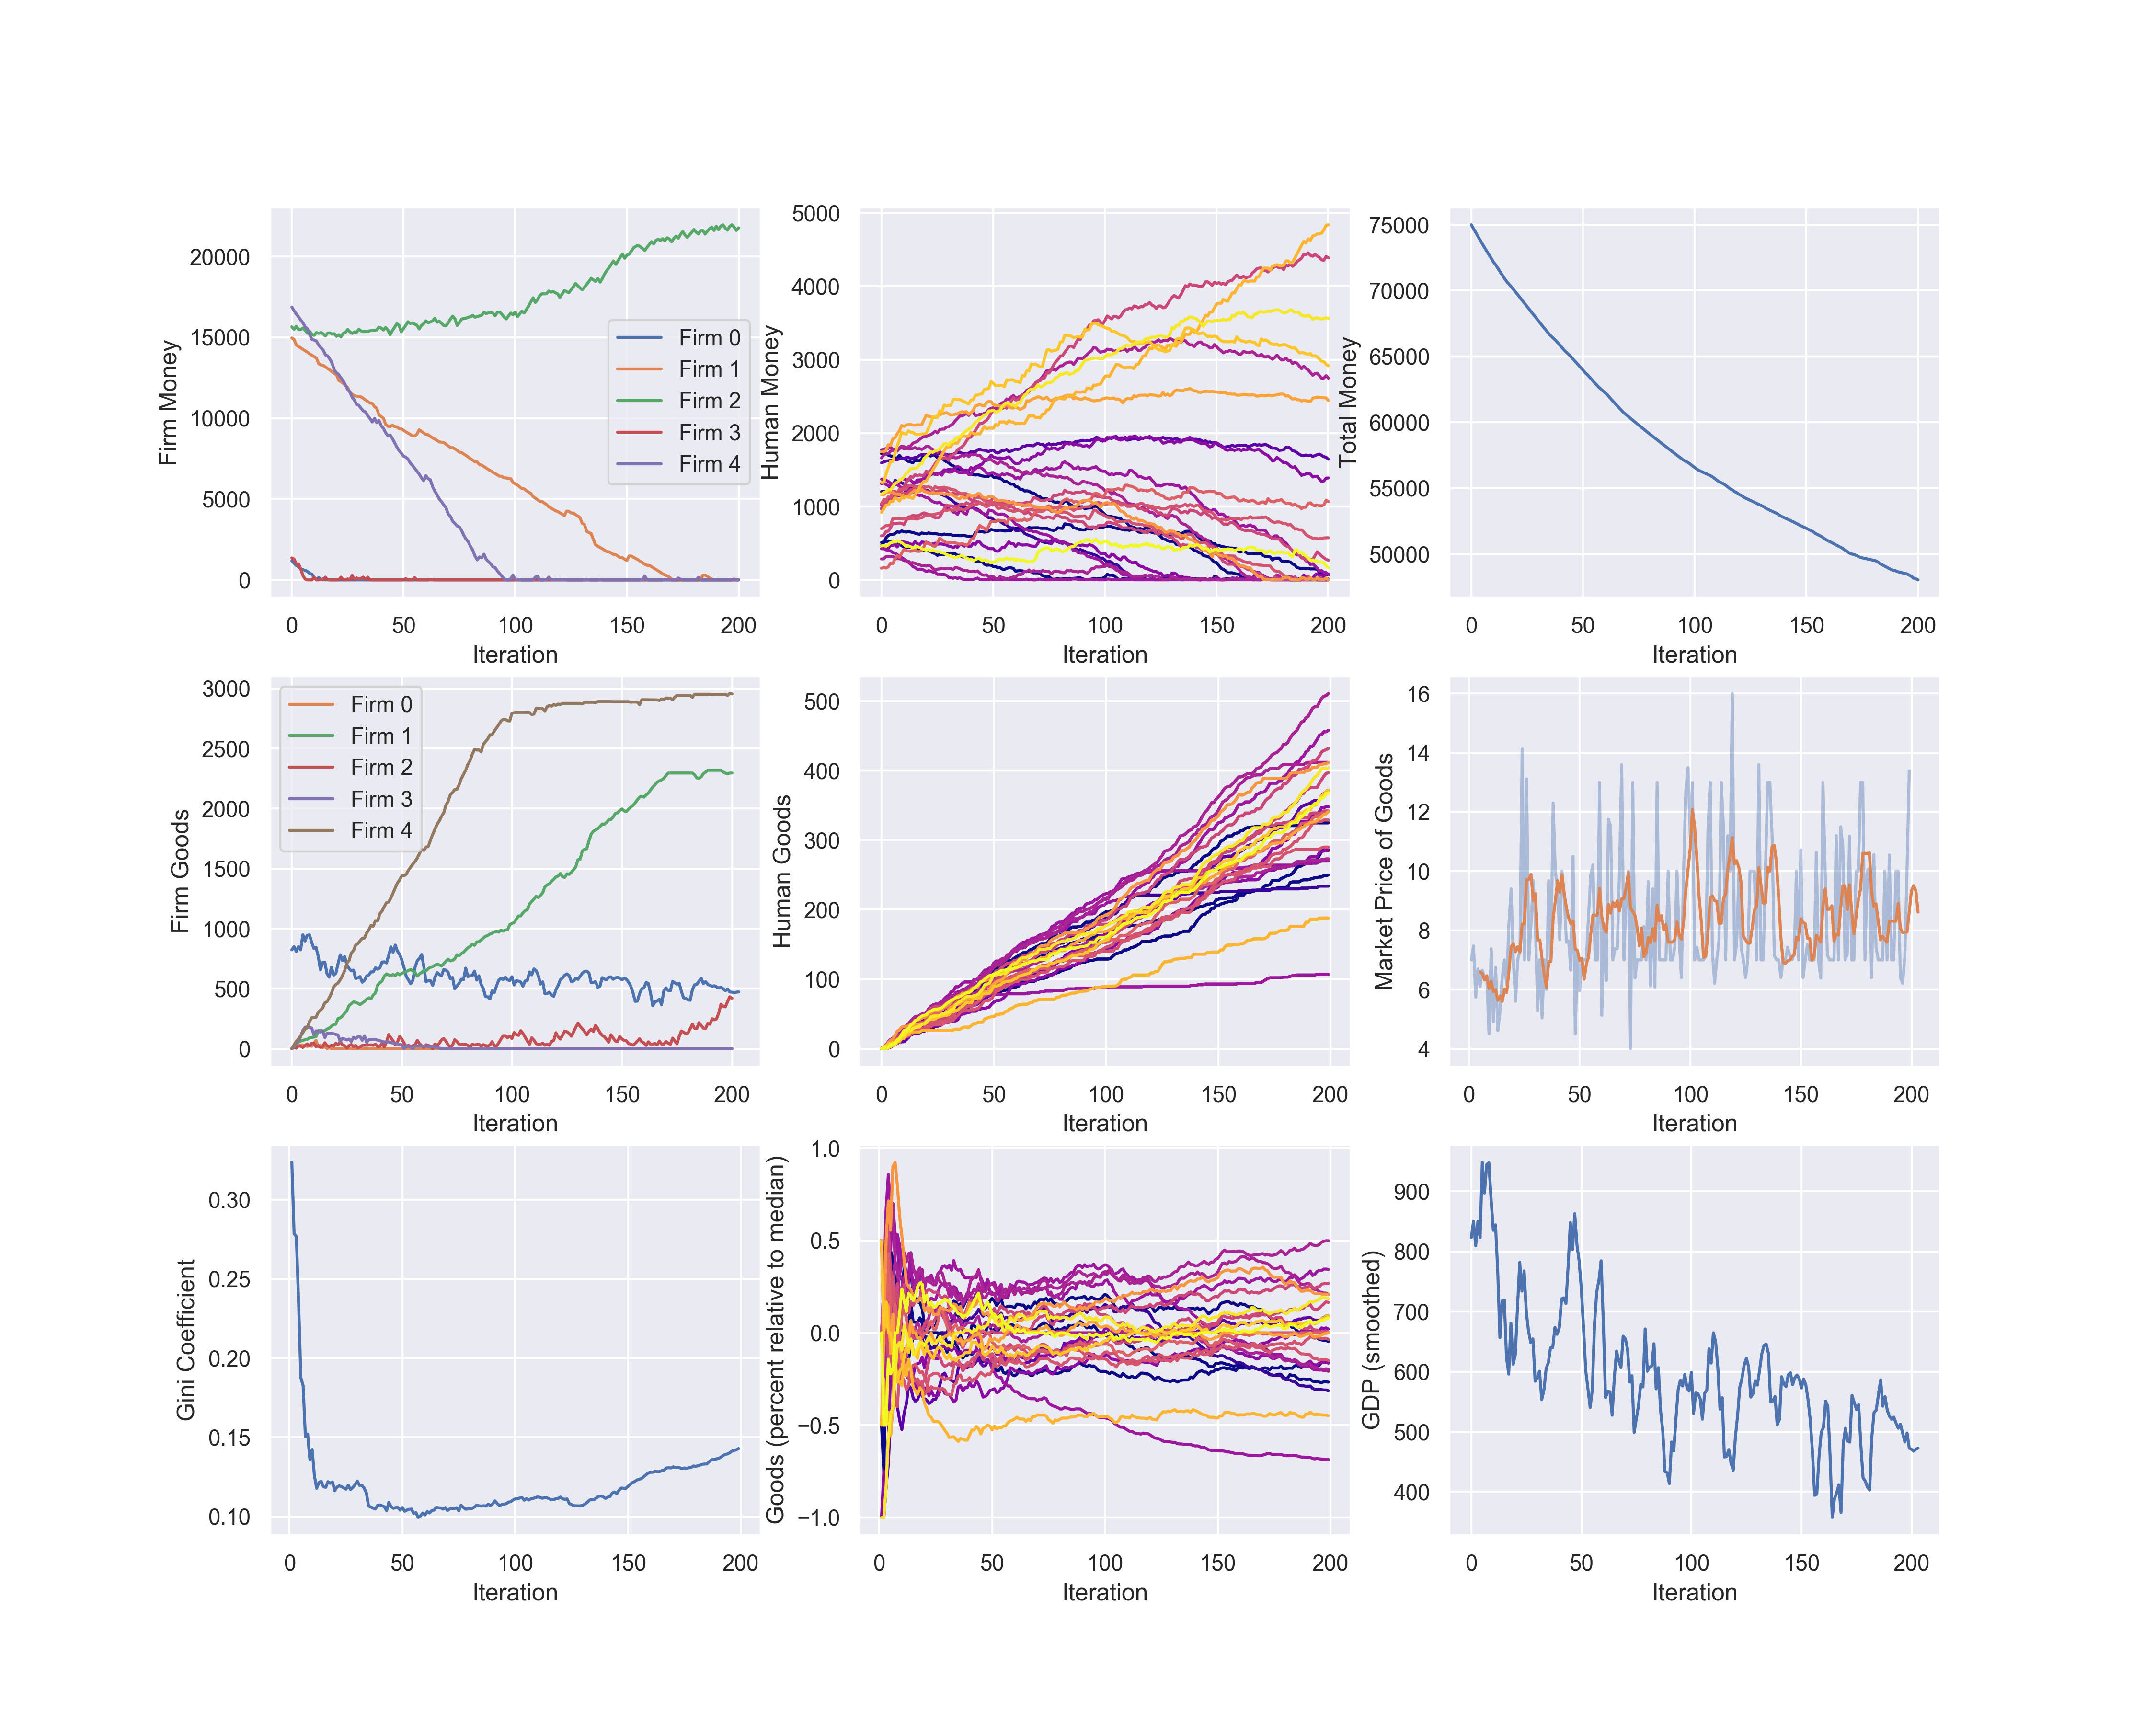 20000
15000
10000
5000
0
Firm Money
Firm 0
Firm 1
Firm 2
Firm 3
Firm 4
0 50 100 150 200
Iteration
5000
4000
3000
2000
1000
0
Human Money
0 50 100 150 200
Iteration
75000
70000
65000
60000
55000
50000
Total Money
0 50 100 150 200
Iteration
3000
2500
2000
1500
1000
500
0
Firm Goods
Firm 0
Firm 1
Firm 2
Firm 3
Firm 4
0 50 100 150 200
Iteration
500
400
300
200
100
0
Human Goods
0 50 100 150 200
Iteration
16
14
12
10
8
6
4
Market Price of Goods
0 50 100 150 200
Iteration
0.30
0.25
0.20
0.15
0.10
Gini Coefficient
0 50 100 150 200
Iteration
1.0
0.5
0.0
−0.5
−1.0
Goods (percent relative to median)
0 50 100 150 200
Iteration
900
800
700
600
500
400
GDP (smoothed)
0 50 100 150 200
Iteration